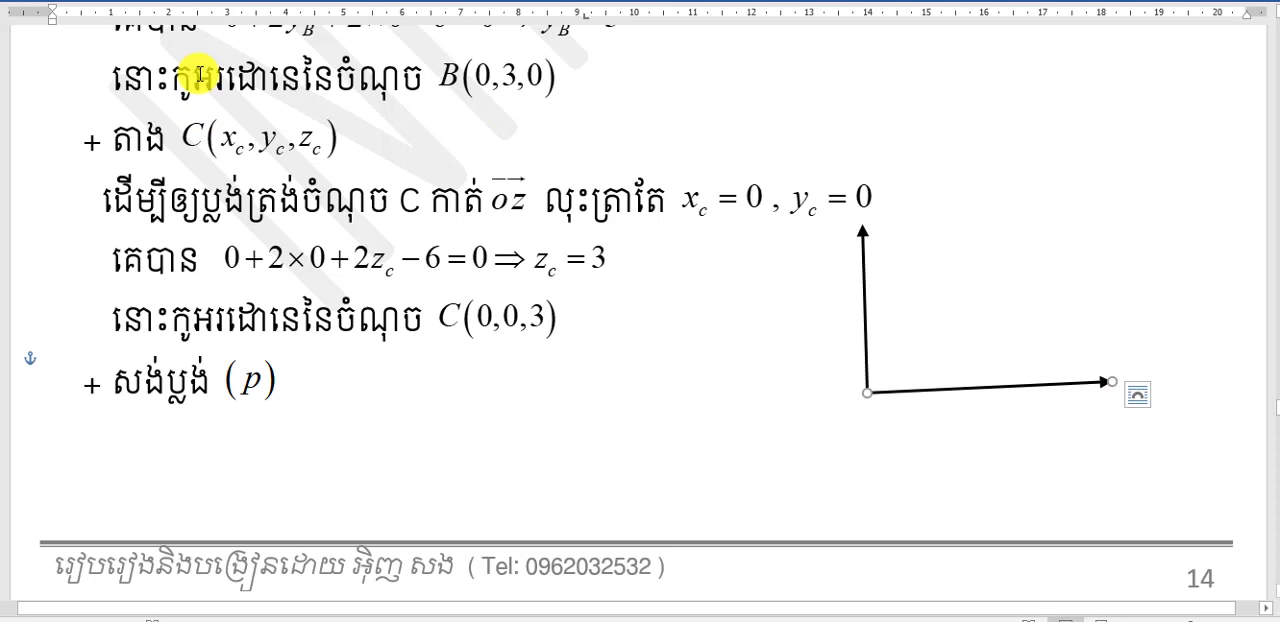 នោះកូអរដោនេនៃចំណុច B(0,3,0)
+ តាង C(x_c, y_c, z_c)
ដើម្បីឲ្យប្លង់ត្រង់ចំណុច C កាត់ \overrightarrow{oz} លុះត្រាតែ x_c = 0 , y_c = 0
គេបាន 0+2×0+2z_c−6=0⇒z_c=3
នោះកូអរដោនេនៃចំណុច C(0,0,3)
+ សង់ប្លង់ (p)
រៀបរៀងនិងបង្រៀនដោយ អ៊ិញ សង ( Tel: 0962032532 )
14